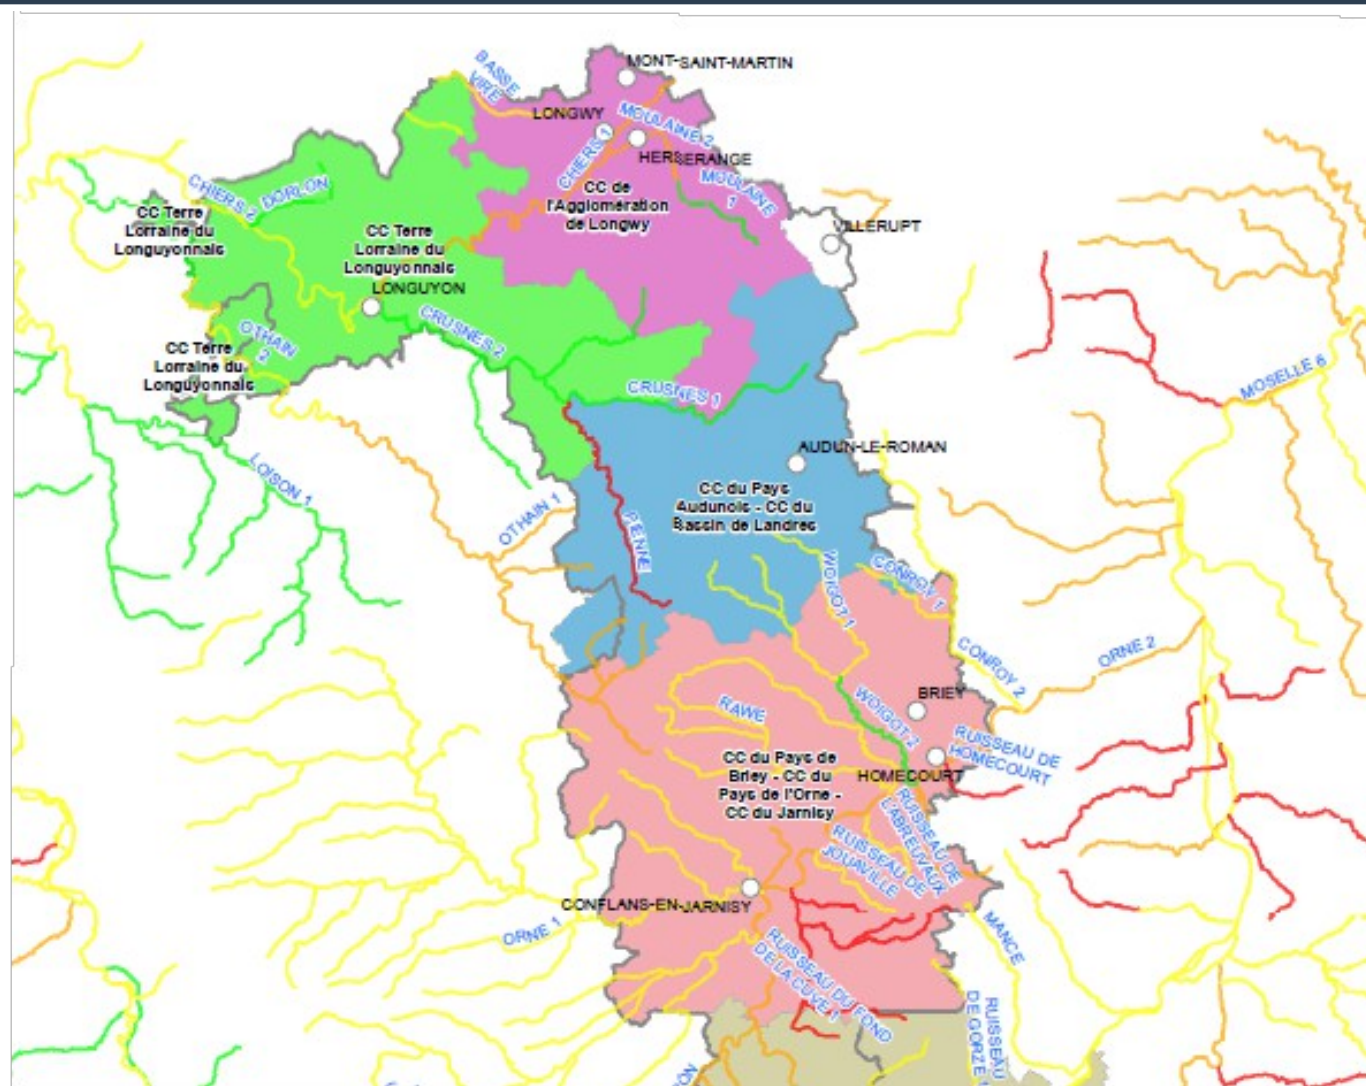 BASSE
VIRE
MONT-SAINT-MARTIN
LONGWY
MOULAINE 2
CHIERS 1
HERSERANGE
MOULAINE
1
CC de
l'Agglomération
de Longwy
VILLERUPT
CHIERS 2
DORLON
CC Terre
Lorraine du
Longuyonnais
CC Terre
Lorraine du
Longuyonnais
LONGUYON
CRUSNES 2
OTHAIN
2
CC Terre
Lorraine du
Longuyonnais
CRUSNES 1
MOSELLE 6
AUDUN-LE-ROMAN
LOISON 1
OTHAIN 1
PIENNE
CC du Pays
Audunois - CC du
Bassin de Landres
WOIGOT 1
CONROY 1
CONROY 2
ORNE 2
BRIEY
WOIGOT 2
RAWE
RUISSEAU DE
HOMECOURT
CC du Pays de
Briey - CC du
Pays de l'Orne -
CC du Jarnisy
HOMECOURT
RUISSEAU DE
L'ABREUVAUX
RUISSEAU DE
JOUAVILLE
CONFLANS-EN-JARNISY
ORNE 1
MANCE
RUISSEAU DU FOND
DE LA CUVE 1
RUISSEAU
DE GORZE 1